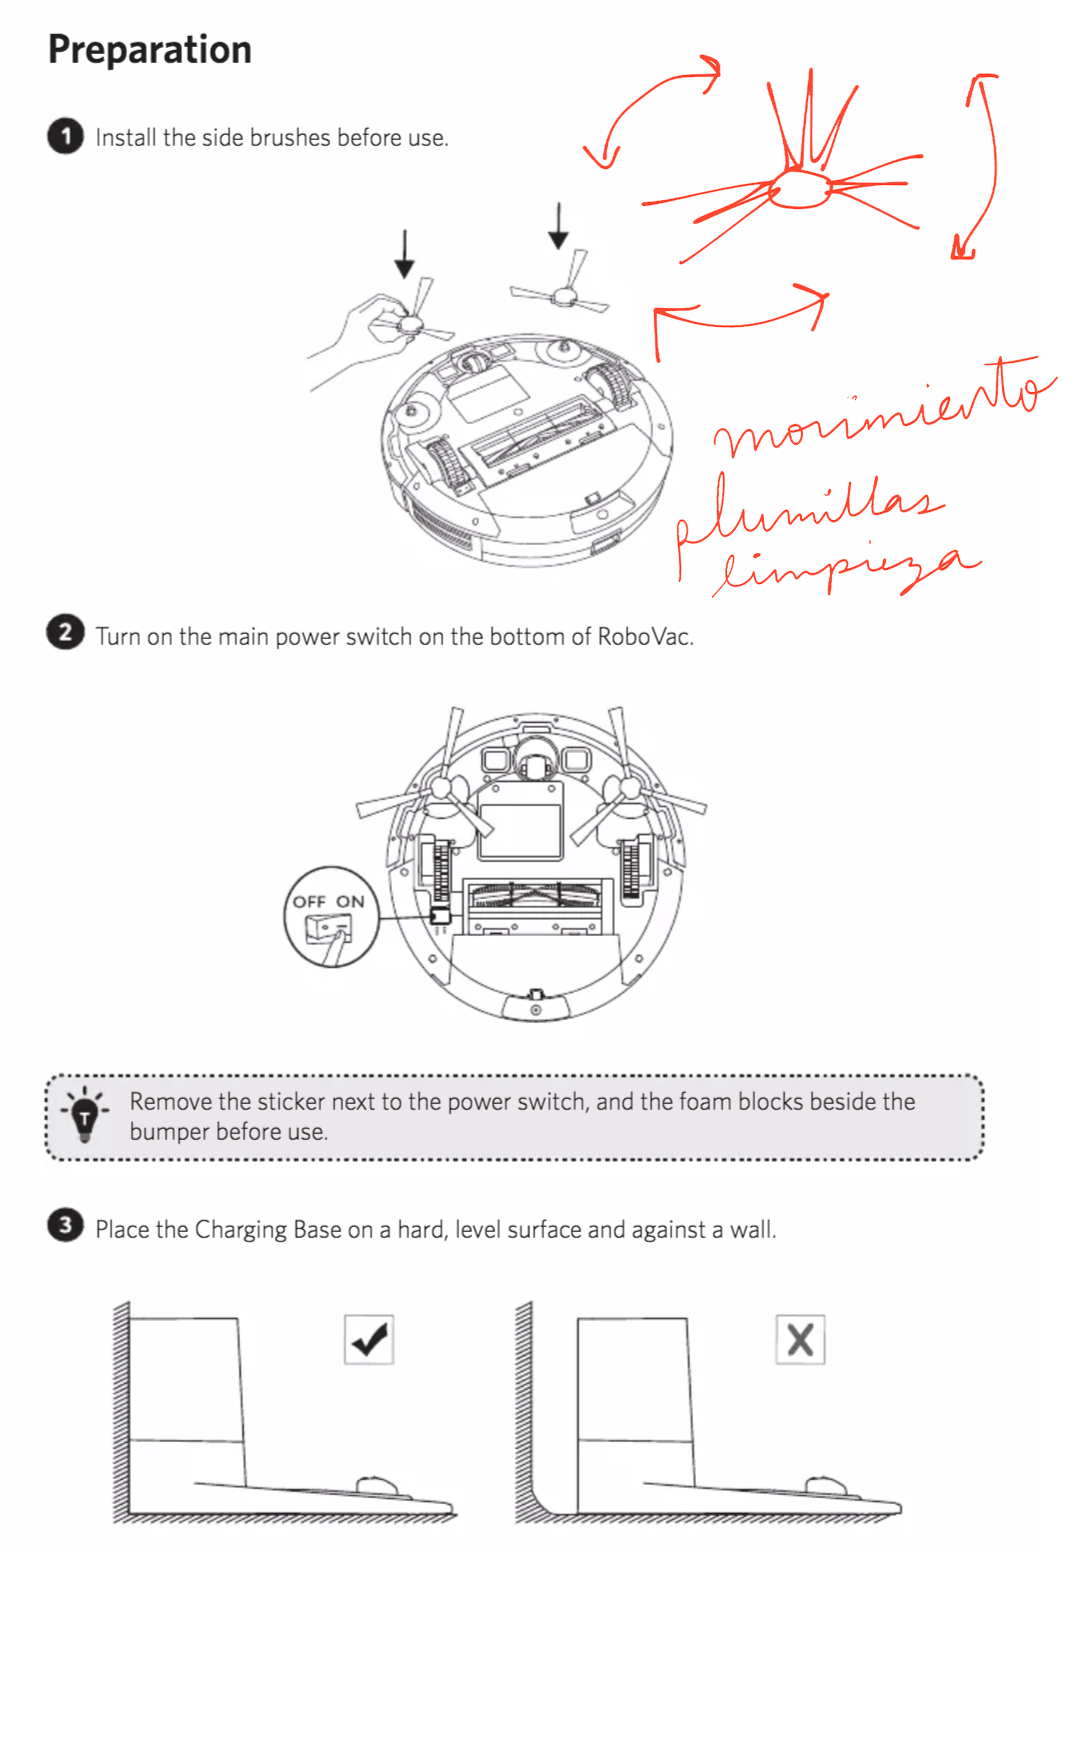 Preparation
1 Install the side brushes before use.
movimiento
plumillas
limpieza
2 Turn on the main power switch on the bottom of RoboVac.
OFF ON
T
Remove the sticker next to the power switch, and the foam blocks beside the
bumper before use.
3 Place the Charging Base on a hard, level surface and against a wall.